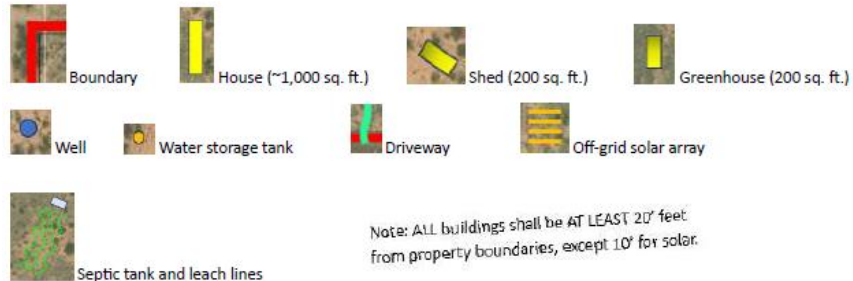 Boundary
House (~1,000 sq. ft.)
Shed (200 sq. ft.)
Greenhouse (200 sq. ft.)
Well
Water storage tank
Driveway
Off-grid solar array
Septic tank and leach lines
Note: ALL buildings shall be AT LEAST 20' feet
from property boundaries, except 10' for solar.